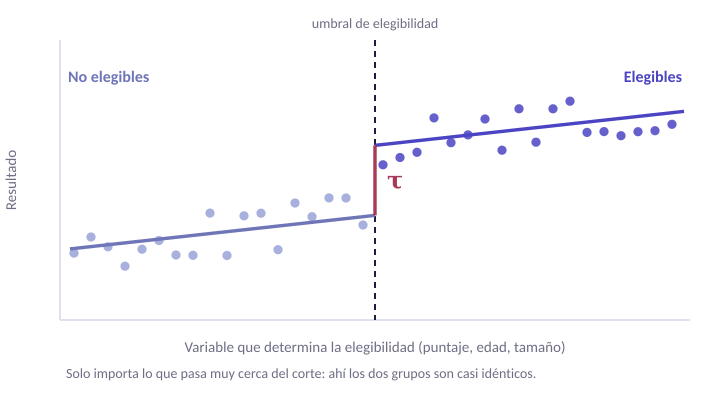 umbral de elegibilidad
No elegibles
Elegibles
Resultado
τ
Variable que determina la elegibilidad (puntaje, edad, tamaño)
Solo importa lo que pasa muy cerca del corte: ahí los dos grupos son casi idénticos.